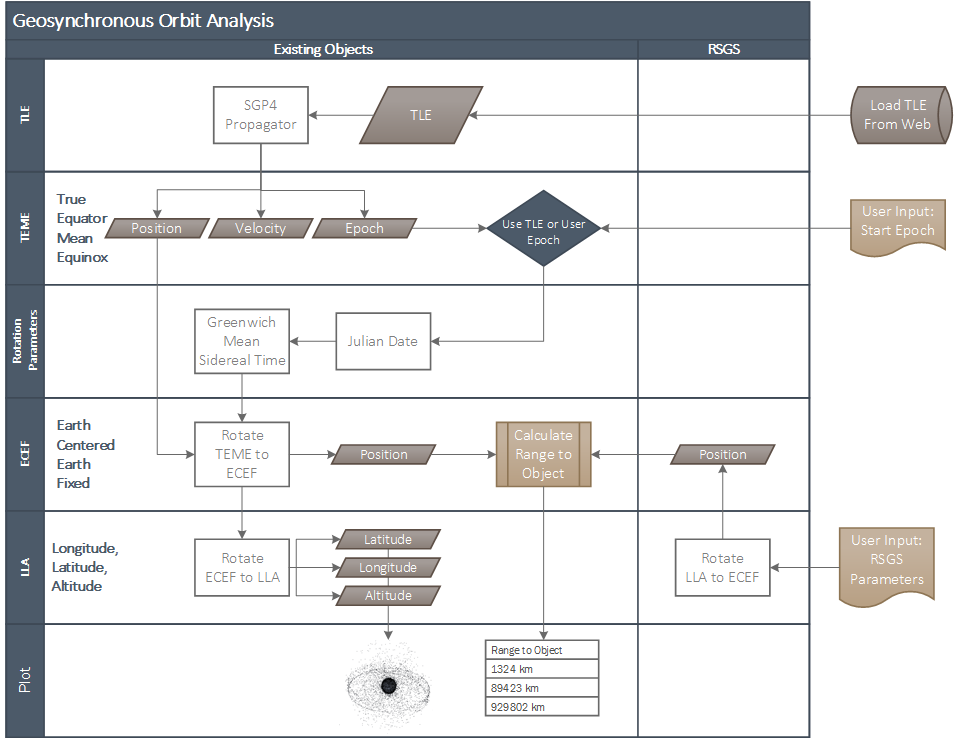 Geosynchronous Orbit Analysis
Existing Objects
RSGS
TLE
SGP4
Propagator
TLE
Load TLE
From Web
TEME
True
Equator
Mean
Equinox
Position
Velocity
Epoch
Use TLE or User
Epoch
User Input:
Start Epoch
Rotation
Parameters
Greenwich
Mean
Sidereal Time
Julian Date
ECEF
Earth
Centered
Earth
Fixed
Rotate
TEME to
ECEF
Position
Calculate
Range to
Object
Position
LLA
Longitude,
Latitude,
Altitude
Rotate
ECEF to LLA
Latitude
Longitude
Altitude
Rotate
LLA to ECEF
User Input:
RSGS
Parameters
Plot
Range to Object
1324 km
89423 km
929802 km